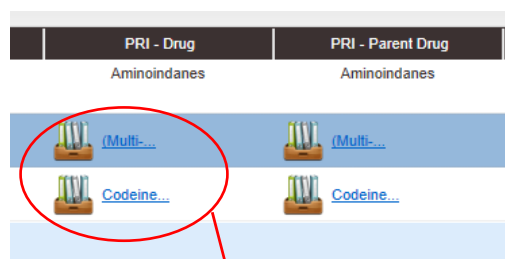 PRI - Drug PRI - Parent Drug
Aminoindanes Aminoindanes
(Multi-... (Multi-...
Codeine... Codeine...